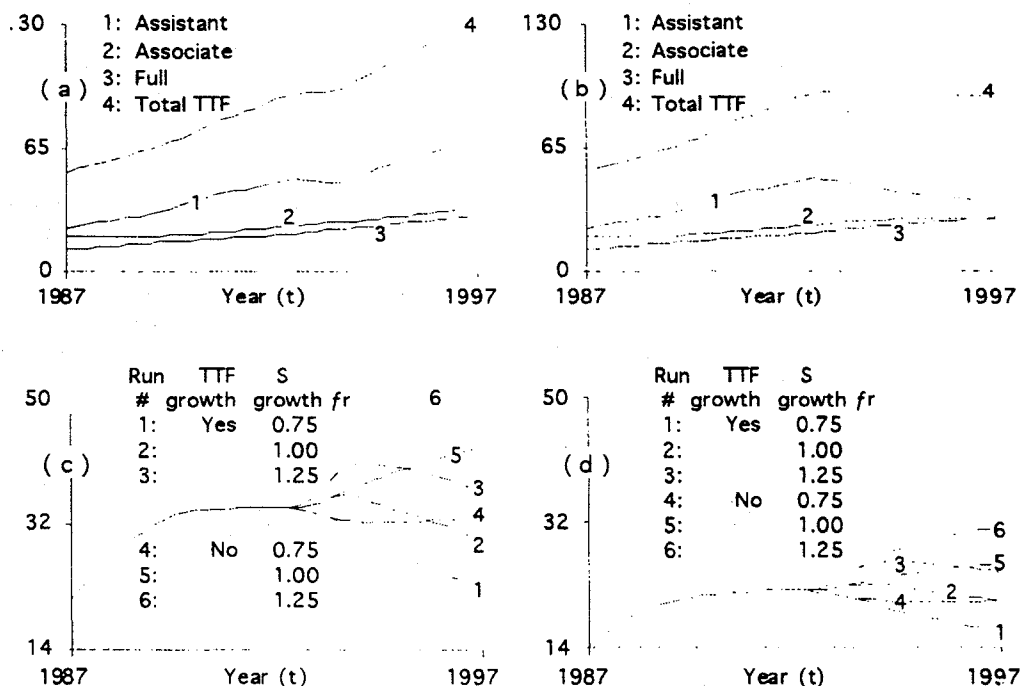 .30
1: Assistant
2: Associate
3: Full
4: Total TTF
(a)
65
0
1987
Year (t)
1997
1
2
3
4
130
1: Assistant
2: Associate
3: Full
4: Total TTF
(b)
65
0
1987
Year (t)
1997
1
2
3
4
Run TTF S
# growth growth fr
1: Yes 0.75
2: 1.00
3: 1.25
4: No 0.75
5: 1.00
6: 1.25
50
(c)
32
14
1987
Year (t)
1997
6
5
3
4
2
1
Run TTF S
# growth growth fr
1: Yes 0.75
2: 1.00
3: 1.25
4: No 0.75
5: 1.00
6: 1.25
50
(d)
32
14
1987
Year (t)
1997
6
3
5
2
4
1